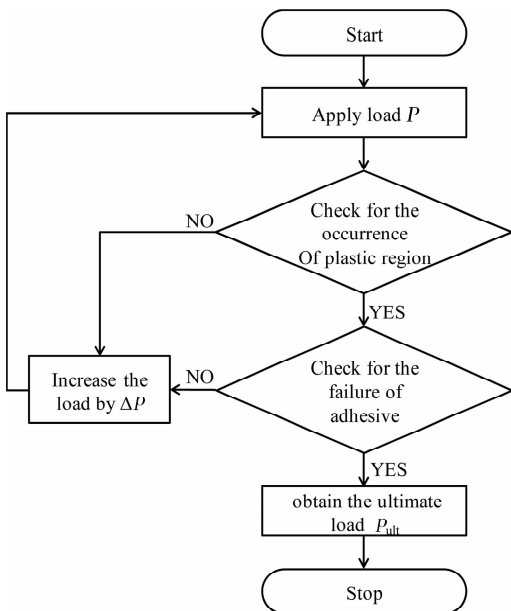 Start
Apply load P
Check for the
occurrence
Of plastic region
NO
YES
Increase the
load by ΔP
NO
Check for the
failure of
adhesive
YES
obtain the ultimate
load Pult
Stop